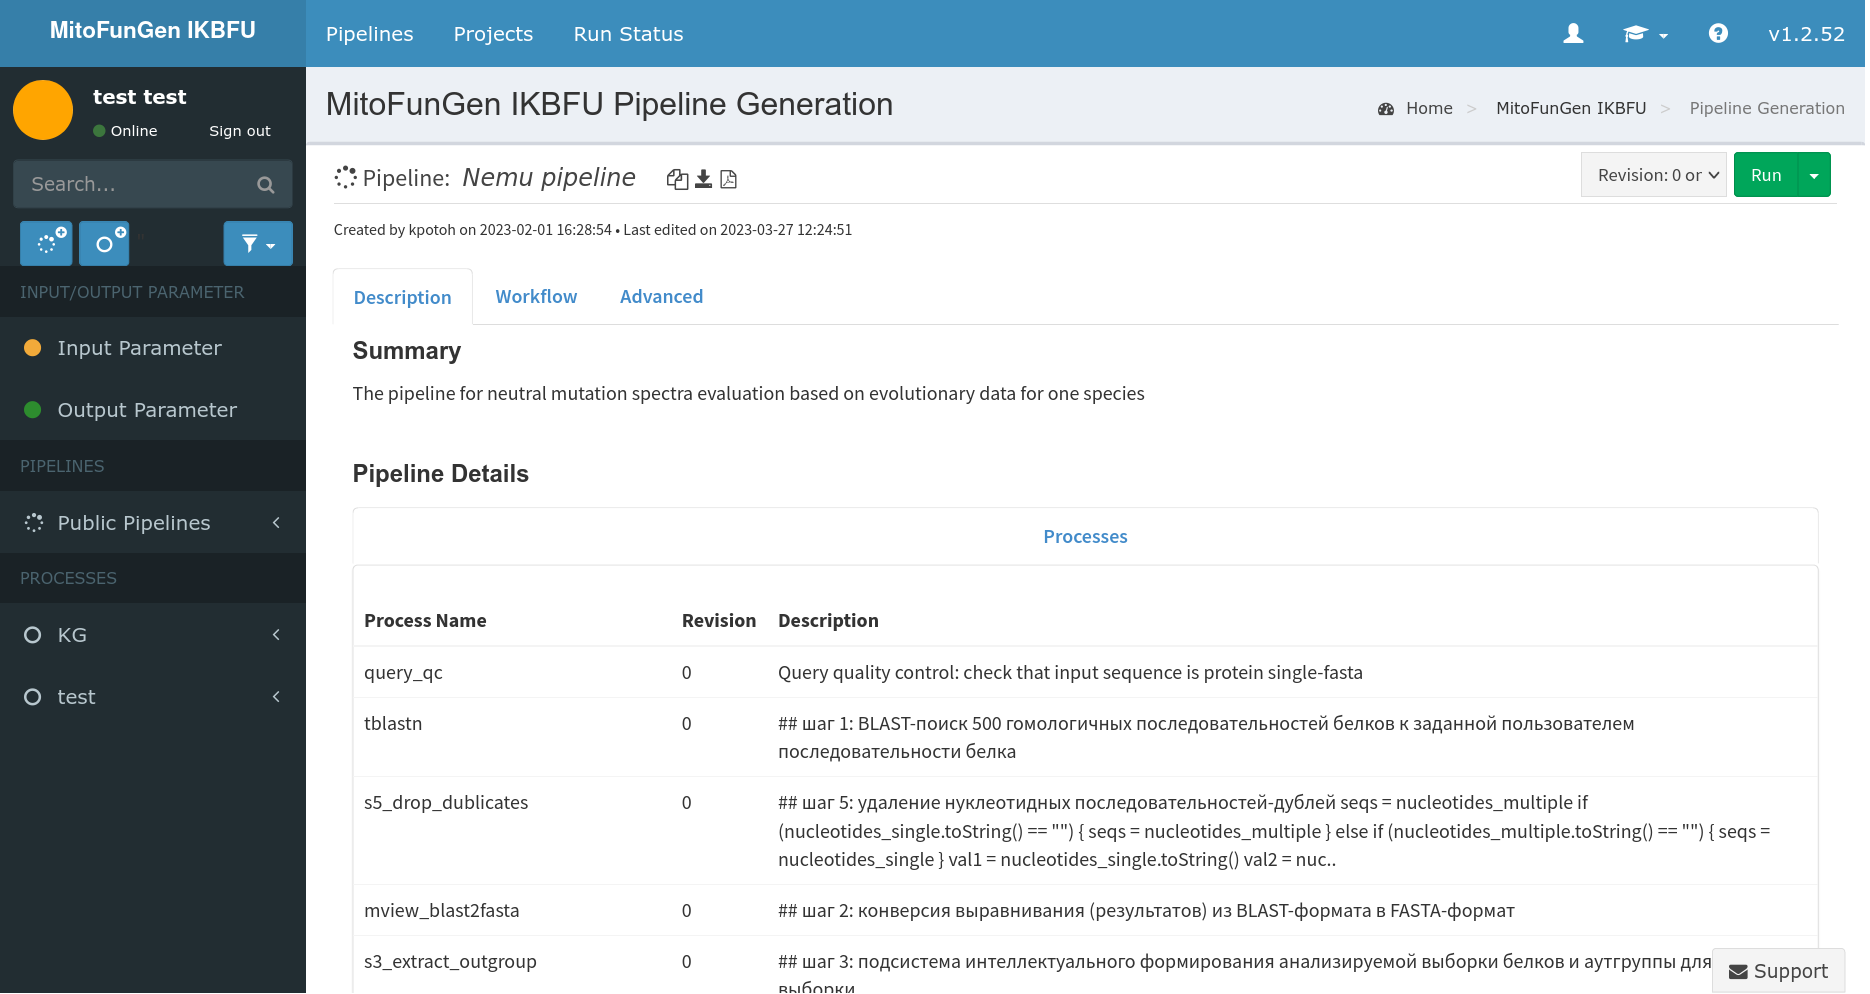 MitoFunGen IKBFU
Pipelines Projects Run Status
v1.2.52
test test
Online Sign out
Search...
INPUT/OUTPUT PARAMETER
Input Parameter
Output Parameter
PIPELINES
Public Pipelines
PROCESSES
KG
test
MitoFunGen IKBFU Pipeline Generation
Home > MitoFunGen IKBFU > Pipeline Generation
Pipeline: Nemu pipeline
Revision: 0 or
Run
Created by kpotoh on 2023-02-01 16:28:54 • Last edited on 2023-03-27 12:24:51
Description Workflow Advanced
Summary
The pipeline for neutral mutation spectra evaluation based on evolutionary data for one species
Pipeline Details
Processes
Process Name Revision Description
query_qc 0 Query quality control: check that input sequence is protein single-fasta
tblastn 0 ## шаг 1: BLAST-поиск 500 гомологичных последовательностей белков к заданной пользователем
последовательности белка
s5_drop_dublicates 0 ## шаг 5: удаление нуклеотидных последовательностей-дублей seqs = nucleotides_multiple if
(nucleotides_single.toString() == "") { seqs = nucleotides_multiple } else if (nucleotides_multiple.toString() == "") { seqs =
nucleotides_single } val1 = nucleotides_single.toString() val2 = nuc..
mview_blast2fasta 0 ## шаг 2: конверсия выравнивания (результатов) из BLAST-формата в FASTA-формат
s3_extract_outgroup 0 ## шаг 3: подсистема интеллектуального формирования анализируемой выборки белков и аутгруппы для
выборки
Support